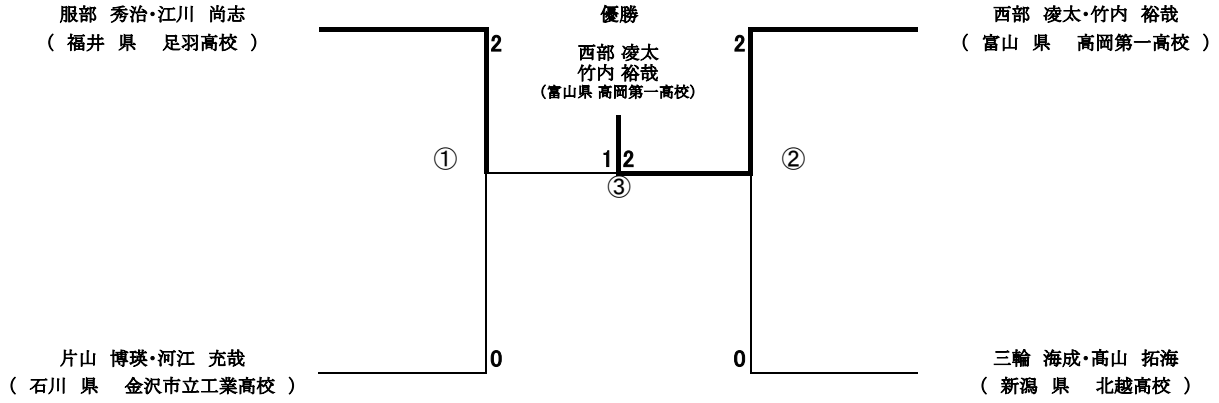 服部 秀治・江川 尚志
( 福井 県 足羽高校 )
優勝
西部 凌太
竹内 裕哉
(富山県 高岡第一高校)
西部 凌太・竹内 裕哉
( 富山 県 高岡第一高校 )
2
2
①
1 2
②
③
片山 博瑛・河江 充哉
( 石川 県 金沢市立工業高校 )
0
0
三輪 海成・髙山 拓海
( 新潟 県 北越高校 )